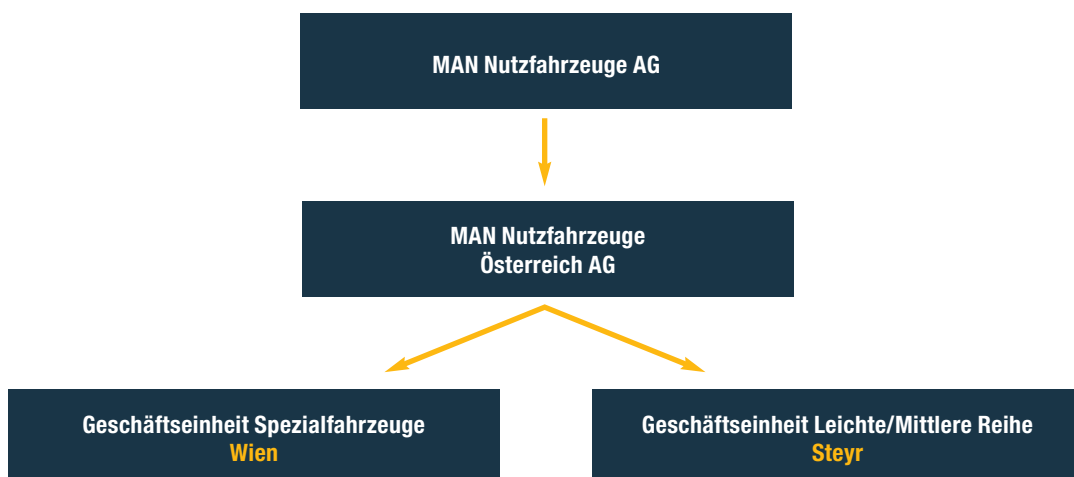 MAN Nutzfahrzeuge AG
MAN Nutzfahrzeuge
Österreich AG
Geschäftseinheit Spezialfahrzeuge
Wien
Geschäftseinheit Leichte/Mittlere Reihe
Steyr